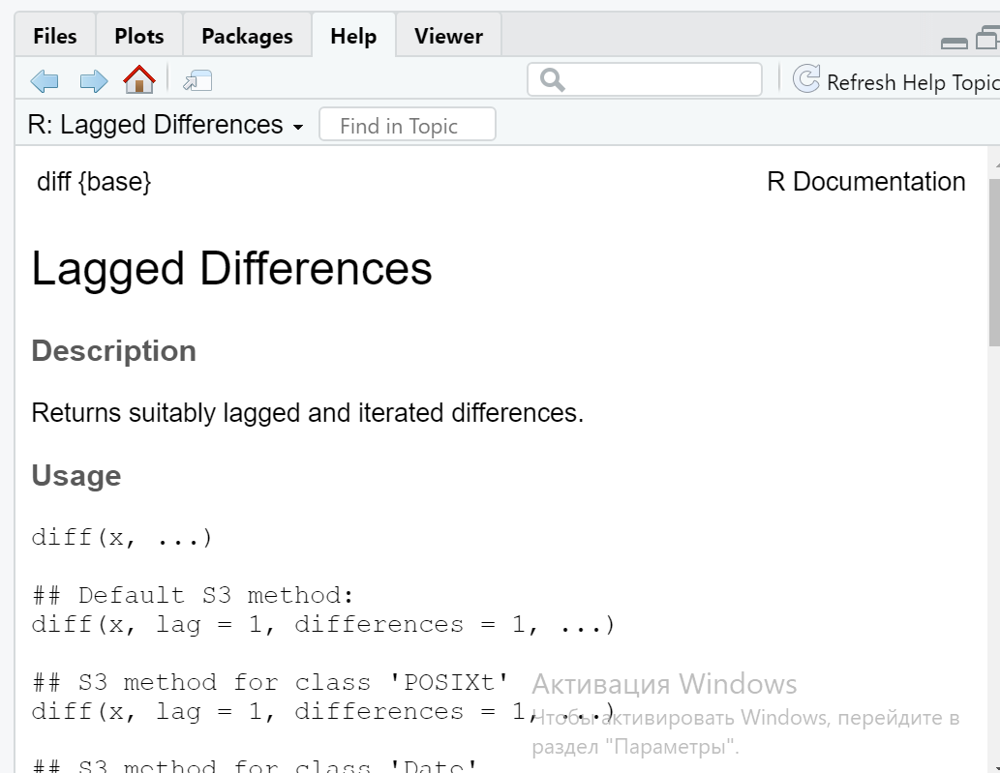 Files Plots Packages Help Viewer
Refresh Help Topic
R: Lagged Differences Find in Topic
diff {base} R Documentation
Lagged Differences
Description
Returns suitably lagged and iterated differences.
Usage
diff(x, ...)
## Default S3 method:
diff(x, lag = 1, differences = 1, ...)
## S3 method for class 'POSIXt'
diff(x, lag = 1, differences = 1, ...)
Активация Windows
Чтобы активировать Windows, перейдите в
раздел "Параметры".
## S3 method for class 'Date'